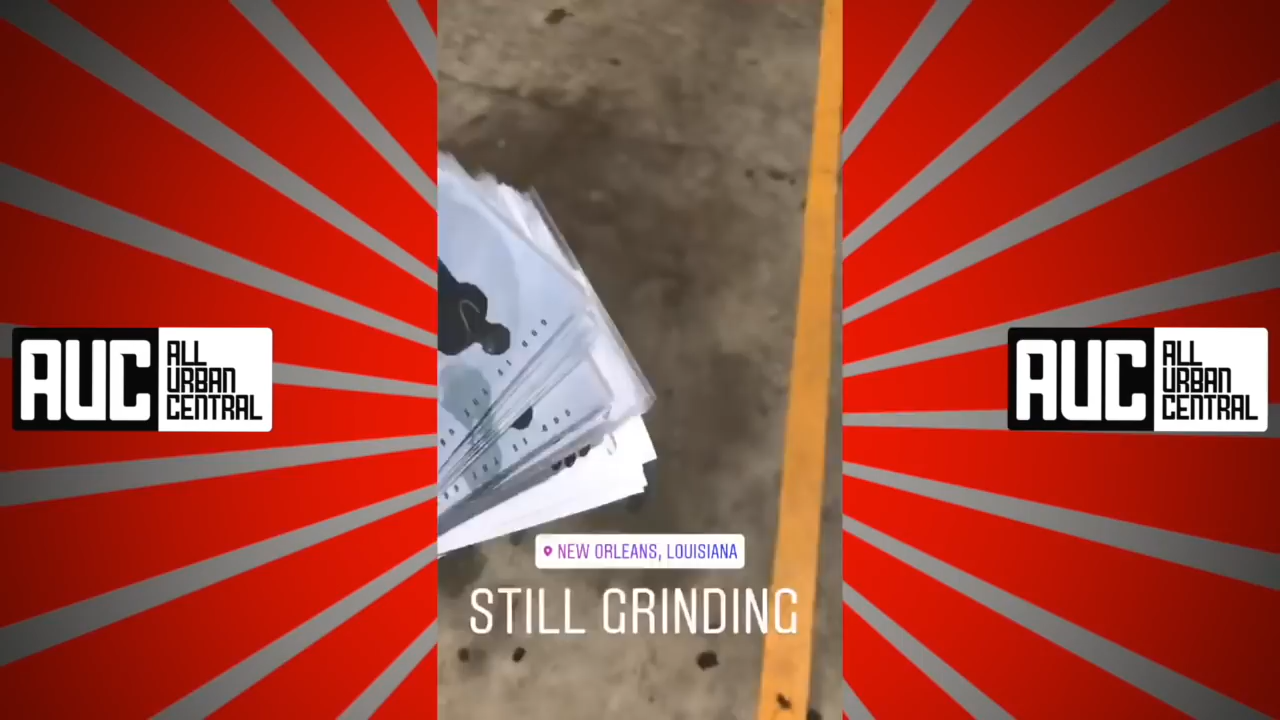 AUC
ALL
URBAN
CENTRAL
NEW ORLEANS, LOUISIANA
STILL GRINDING
AUC
ALL
URBAN
CENTRAL